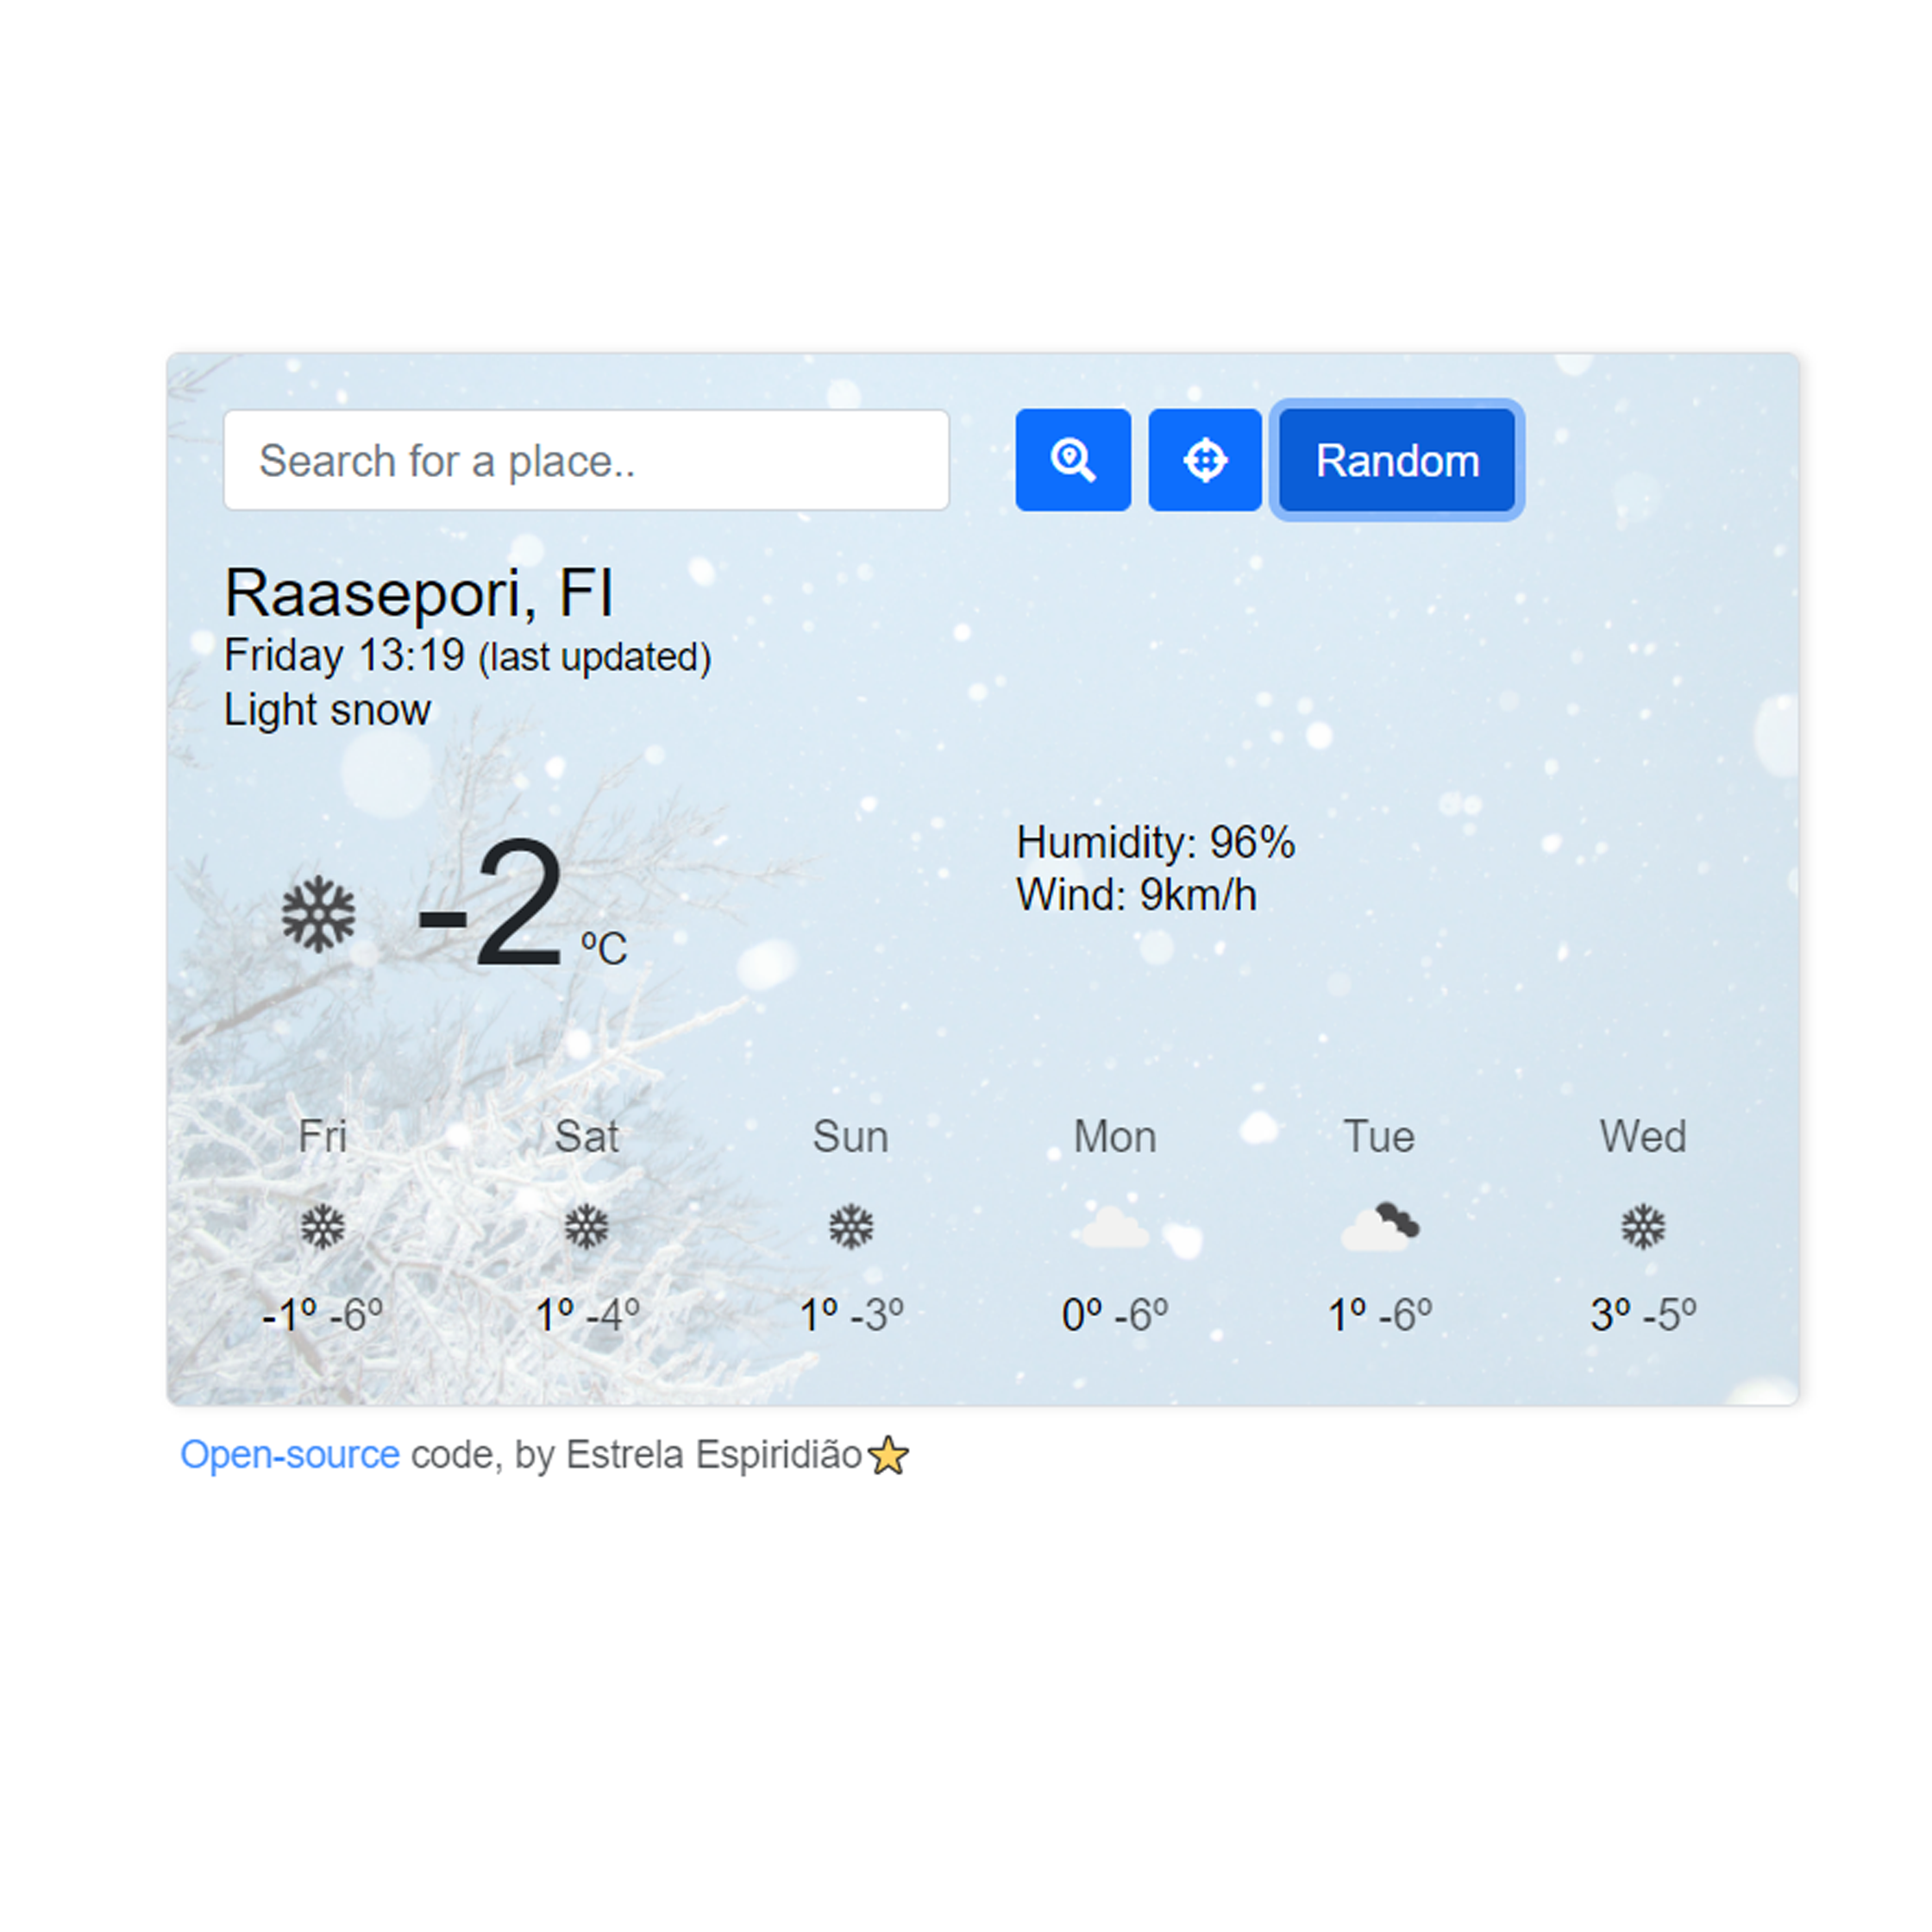 Search for a place..
Random
Raasepori, FI
Friday 13:19 (last updated)
Light snow
-2 ºC
Humidity: 96%
Wind: 9km/h
Fri Sat Sun Mon Tue Wed
-1º -6º 1º -4º 1º -3º 0º -6º 1º -6º 3º -5º
Open-source code, by Estrela Espiridião